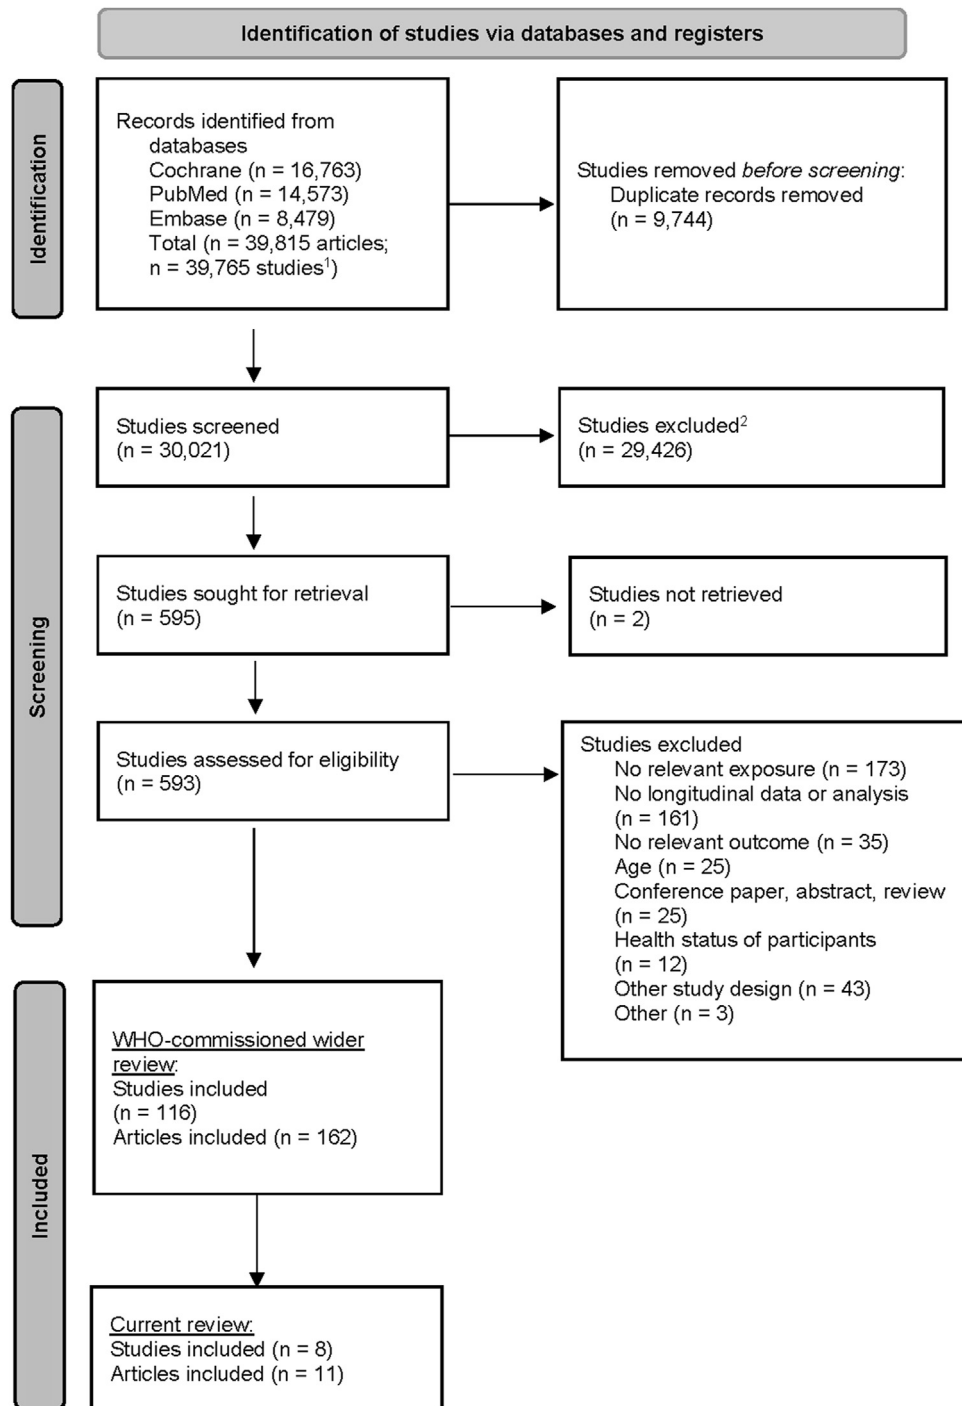 Identification of studies via databases and registers
Identification
Records identified from
databases
Cochrane (n = 16,763)
PubMed (n = 14,573)
Embase (n = 8,479)
Total (n = 39,815 articles;
n = 39,765 studies¹)
Studies removed before screening:
Duplicate records removed
(n = 9,744)
Screening
Studies screened
(n = 30,021)
Studies excluded²
(n = 29,426)
Studies sought for retrieval
(n = 595)
Studies not retrieved
(n = 2)
Studies assessed for eligibility
(n = 593)
Studies excluded
No relevant exposure (n = 173)
No longitudinal data or analysis
(n = 161)
No relevant outcome (n = 35)
Age (n = 25)
Conference paper, abstract, review
(n = 25)
Health status of participants
(n = 12)
Other study design (n = 43)
Other (n = 3)
Included
WHO-commissioned wider
review:
Studies included
(n = 116)
Articles included (n = 162)
Current review:
Studies included (n = 8)
Articles included (n = 11)